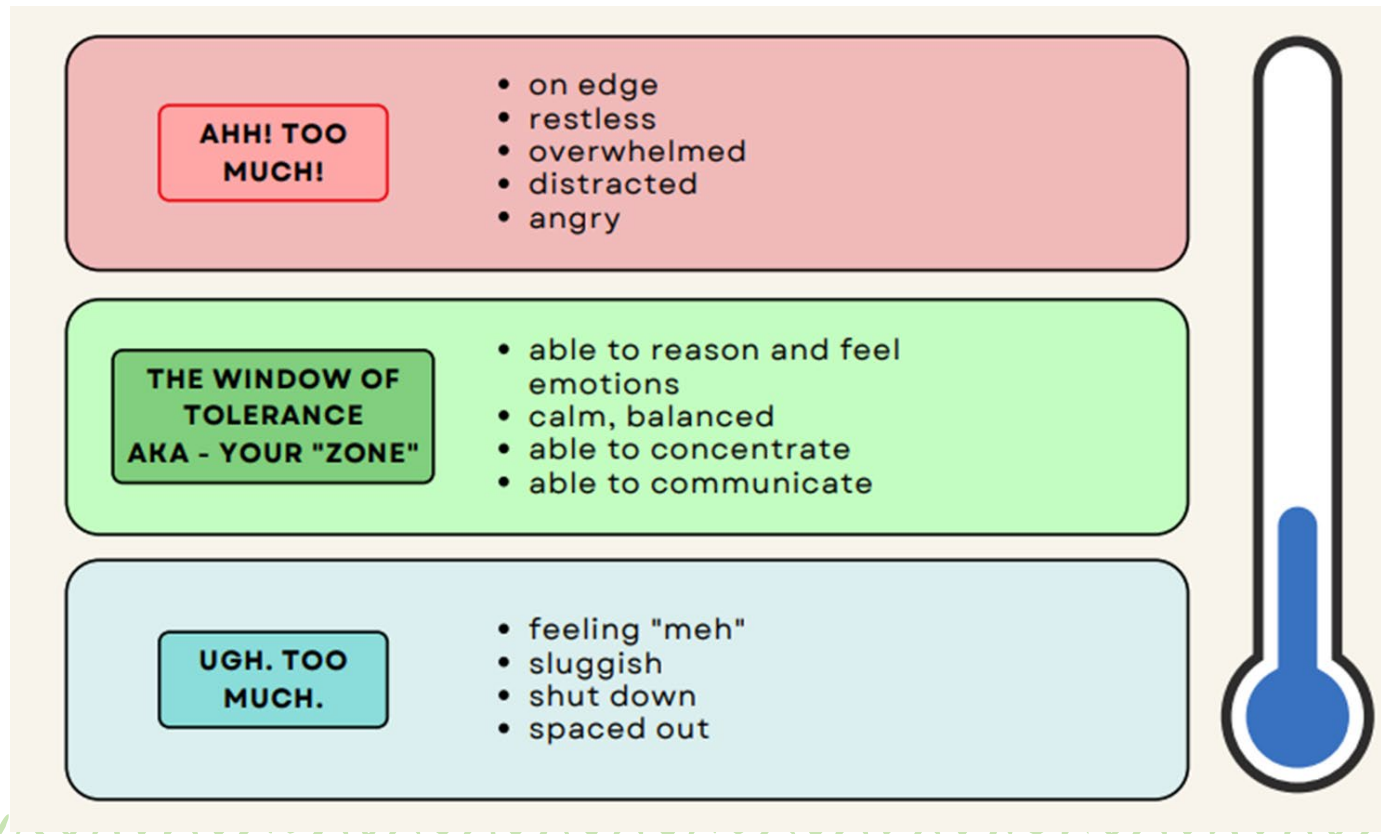 AHH! TOO
MUCH!
• on edge
• restless
• overwhelmed
• distracted
• angry
THE WINDOW OF
TOLERANCE
AKA - YOUR "ZONE"
• able to reason and feel
emotions
• calm, balanced
• able to concentrate
• able to communicate
UGH. TOO
MUCH.
• feeling "meh"
• sluggish
• shut down
• spaced out